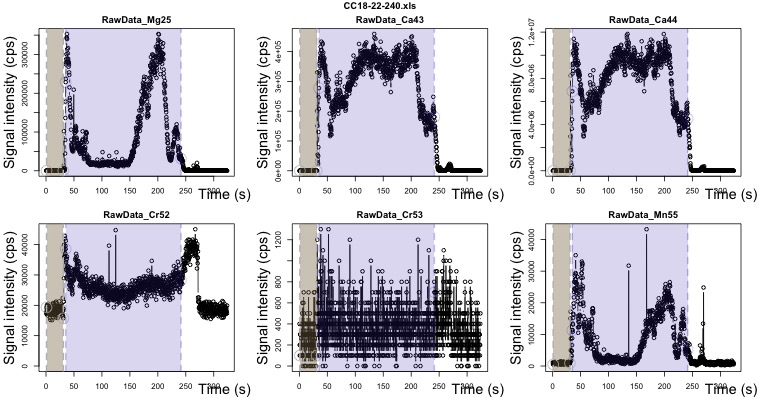 CC18-22-240.xls
RawData_Mg25
RawData_Ca43
RawData_Ca44
Signal intensity (cps)
0 100000 200000 300000
0 50 100 150 200 250 300
Time (s)
Signal intensity (cps)
0e+00 1e+05 2e+05 3e+05 4e+05
0 50 100 150 200 250 300
Time (s)
Signal intensity (cps)
0.0e+00 4.0e+06 8.0e+06 1.2e+07
0 50 100 150 200 250 300
Time (s)
RawData_Cr52
RawData_Cr53
RawData_Mn55
Signal intensity (cps)
0 10000 20000 30000 40000
0 50 100 150 200 250 300
Time (s)
Signal intensity (cps)
0 200 400 600 800 1200
0 50 100 150 200 250 300
Time (s)
Signal intensity (cps)
0 10000 20000 30000 40000
0 50 100 150 200 250 300
Time (s)